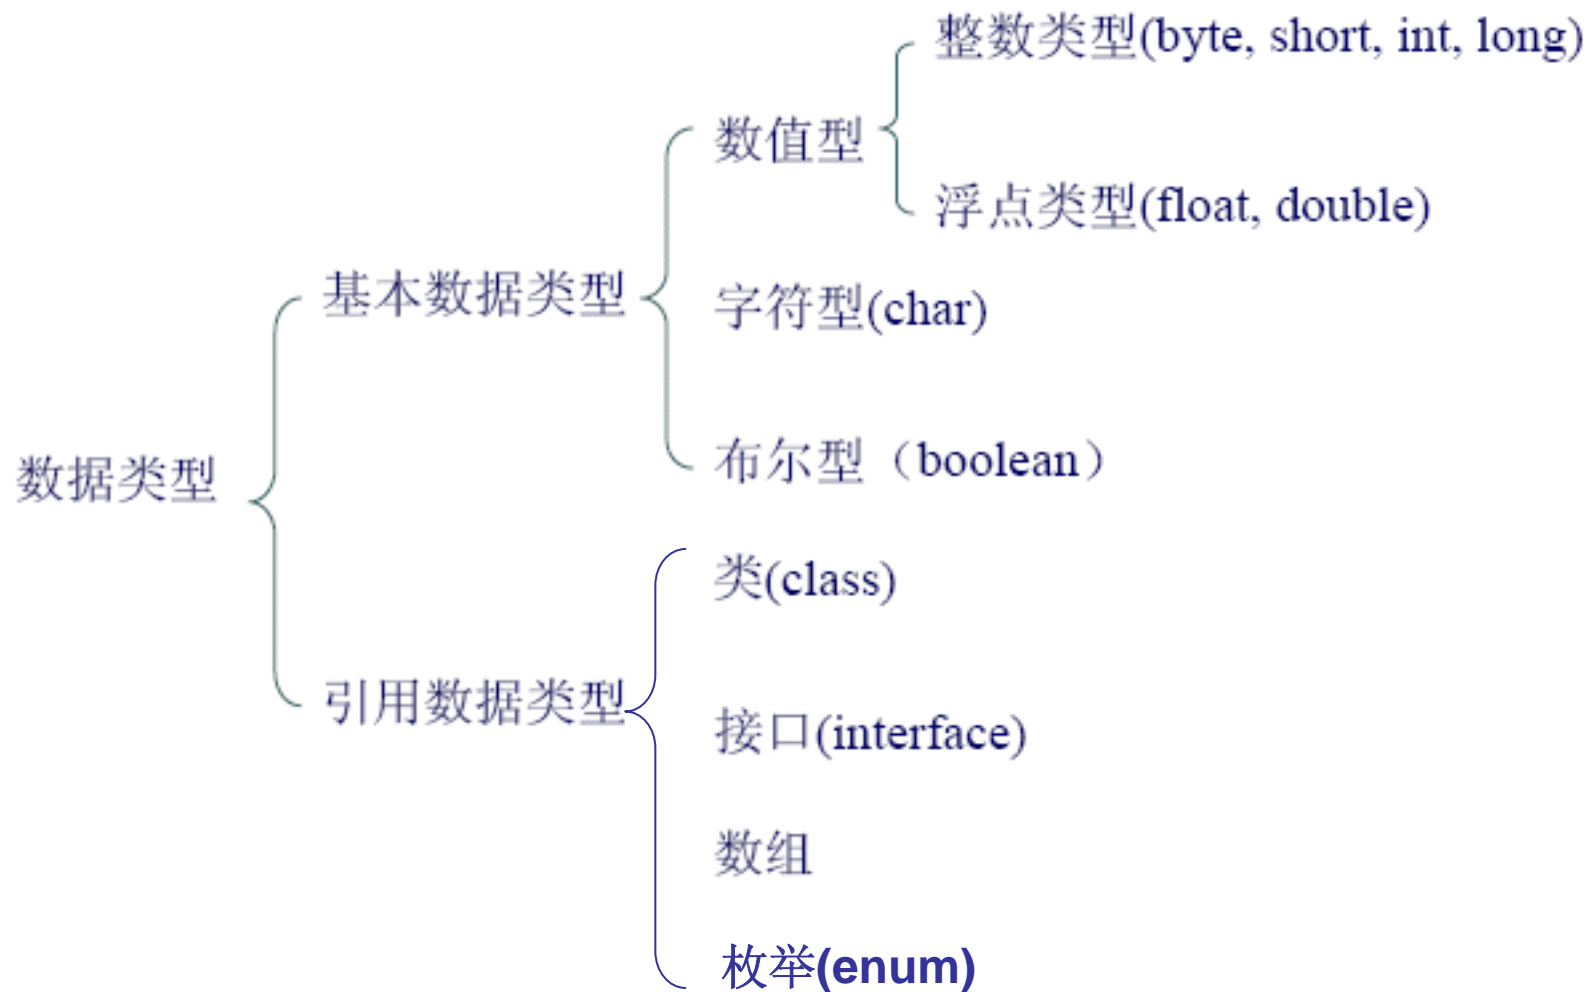 整数类型(byte, short, int, long)
数值型
浮点类型(float, double)
基本数据类型
字符型(char)
布尔型（boolean）
数据类型
类(class)
引用数据类型
接口(interface)
数组
枚举(enum)